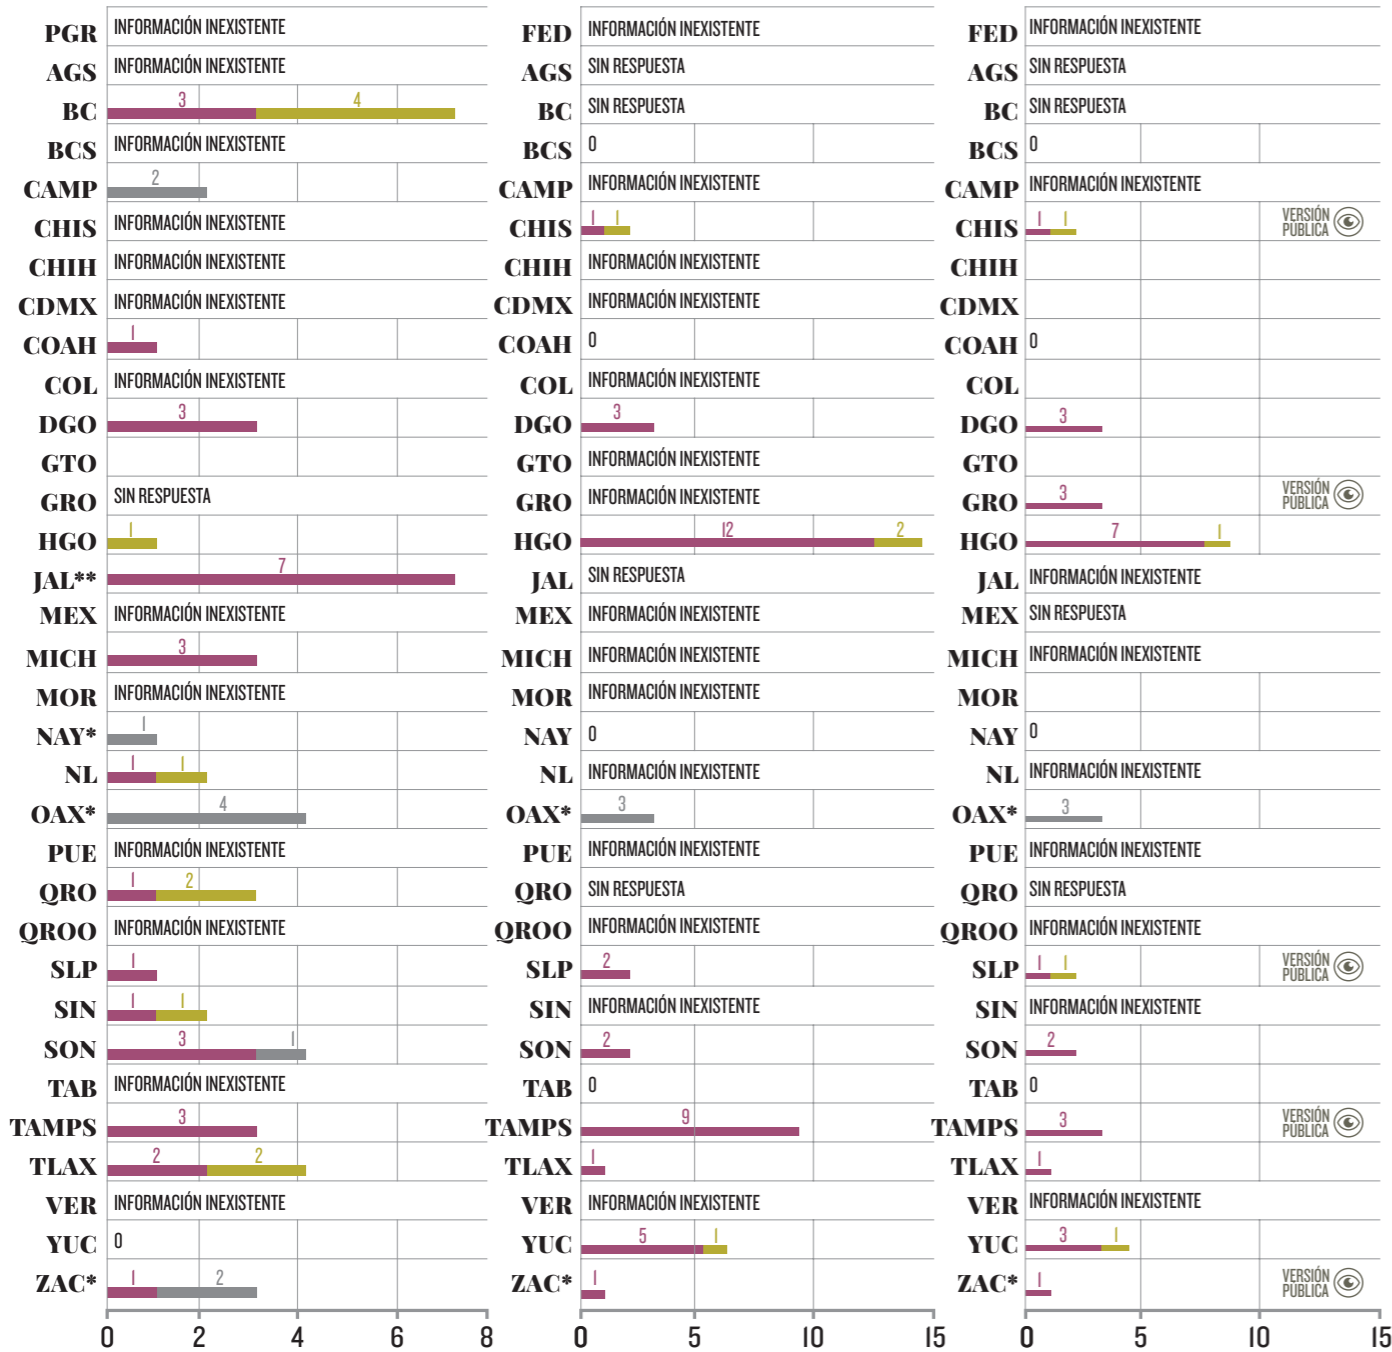 PGR INFORMACIÓN INEXISTENTE
AGS INFORMACIÓN INEXISTENTE
BC 3 4
BCS INFORMACIÓN INEXISTENTE
CAMP 2
CHIS INFORMACIÓN INEXISTENTE
CHIH INFORMACIÓN INEXISTENTE
CDMX INFORMACIÓN INEXISTENTE
COAH 1
COL INFORMACIÓN INEXISTENTE
DGO 3
GTO
GRO SIN RESPUESTA
HGO 1
JAL** 7
MEX INFORMACIÓN INEXISTENTE
MICH 3
MOR INFORMACIÓN INEXISTENTE
NAY* 1
NL 1 1
OAX* 4
PUE INFORMACIÓN INEXISTENTE
QRO 1 2
QROO INFORMACIÓN INEXISTENTE
SLP 1
SIN 1 1
SON 3 1
TAB INFORMACIÓN INEXISTENTE
TAMPS 3
TLAX 2 2
VER INFORMACIÓN INEXISTENTE
YUC 0
ZAC* 1 2
0 2 4 6 8
FED INFORMACIÓN INEXISTENTE
AGS SIN RESPUESTA
BC SIN RESPUESTA
BCS 0
CAMP INFORMACIÓN INEXISTENTE
CHIS 1 1
CHIH INFORMACIÓN INEXISTENTE
CDMX INFORMACIÓN INEXISTENTE
COAH 0
COL INFORMACIÓN INEXISTENTE
DGO 3
GTO INFORMACIÓN INEXISTENTE
GRO INFORMACIÓN INEXISTENTE
HGO 12 2
JAL SIN RESPUESTA
MEX INFORMACIÓN INEXISTENTE
MICH INFORMACIÓN INEXISTENTE
MOR INFORMACIÓN INEXISTENTE
NAY 0
NL INFORMACIÓN INEXISTENTE
OAX* 3
PUE INFORMACIÓN INEXISTENTE
QRO SIN RESPUESTA
QROO INFORMACIÓN INEXISTENTE
SLP 2
SIN INFORMACIÓN INEXISTENTE
SON 2
TAB 0
TAMPS 9
TLAX 1
VER INFORMACIÓN INEXISTENTE
YUC 5 1
ZAC* 1
0 5 10 15
FED INFORMACIÓN INEXISTENTE
AGS SIN RESPUESTA
BC SIN RESPUESTA
BCS 0
CAMP INFORMACIÓN INEXISTENTE
CHIS 1 1 VERSIÓN
PÚBLICA
CHIH
CDMX
COAH 0
COL
DGO 3
GTO
GRO 3 VERSIÓN
PÚBLICA
HGO 7 1
JAL INFORMACIÓN INEXISTENTE
MEX SIN RESPUESTA
MICH INFORMACIÓN INEXISTENTE
MOR
NAY 0
NL INFORMACIÓN INEXISTENTE
OAX* 3
PUE INFORMACIÓN INEXISTENTE
QRO SIN RESPUESTA
QROO INFORMACIÓN INEXISTENTE
SLP 1 1 VERSIÓN
PÚBLICA
SIN INFORMACIÓN INEXISTENTE
SON 2
TAB 0
TAMPS 3 VERSIÓN
PÚBLICA
TLAX 1
VER INFORMACIÓN INEXISTENTE
YUC 3 1
ZAC* 1 VERSIÓN
PÚBLICA
0 5 10 15